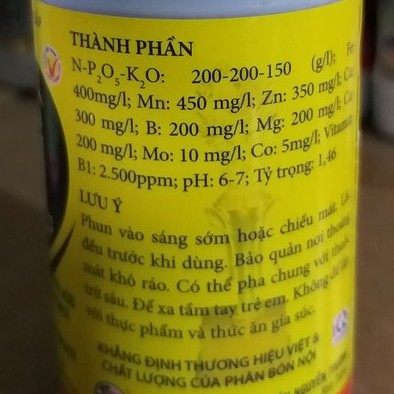 THÀNH PHẦN
N-P₂O₅-K₂O: 200-200-150 (g/l); Fe:
400mg/l; Mn: 450 mg/l; Zn: 350 mg/l; Cu:
300 mg/l; B: 200 mg/l; Mg: 200 mg/l; Ca:
200 mg/l; Mo: 10 mg/l; Co: 5mg/l; Vitamin
B1: 2.500ppm; pH: 6-7; Tỷ trọng: 1,46
LƯU Ý
Phun vào sáng sớm hoặc chiều mát. Lắc
đều trước khi dùng. Bảo quản nơi thoáng
mát khô ráo. Có thể pha chung với thuốc
trừ sâu. Để xa tầm tay trẻ em. Không để lẫn
với thực phẩm và thức ăn gia súc.
KHẲNG ĐỊNH THƯƠNG HIỆU VIỆT &
CHẤT LƯỢNG CỦA PHÂN BÓN NỘI
NGUYÊN